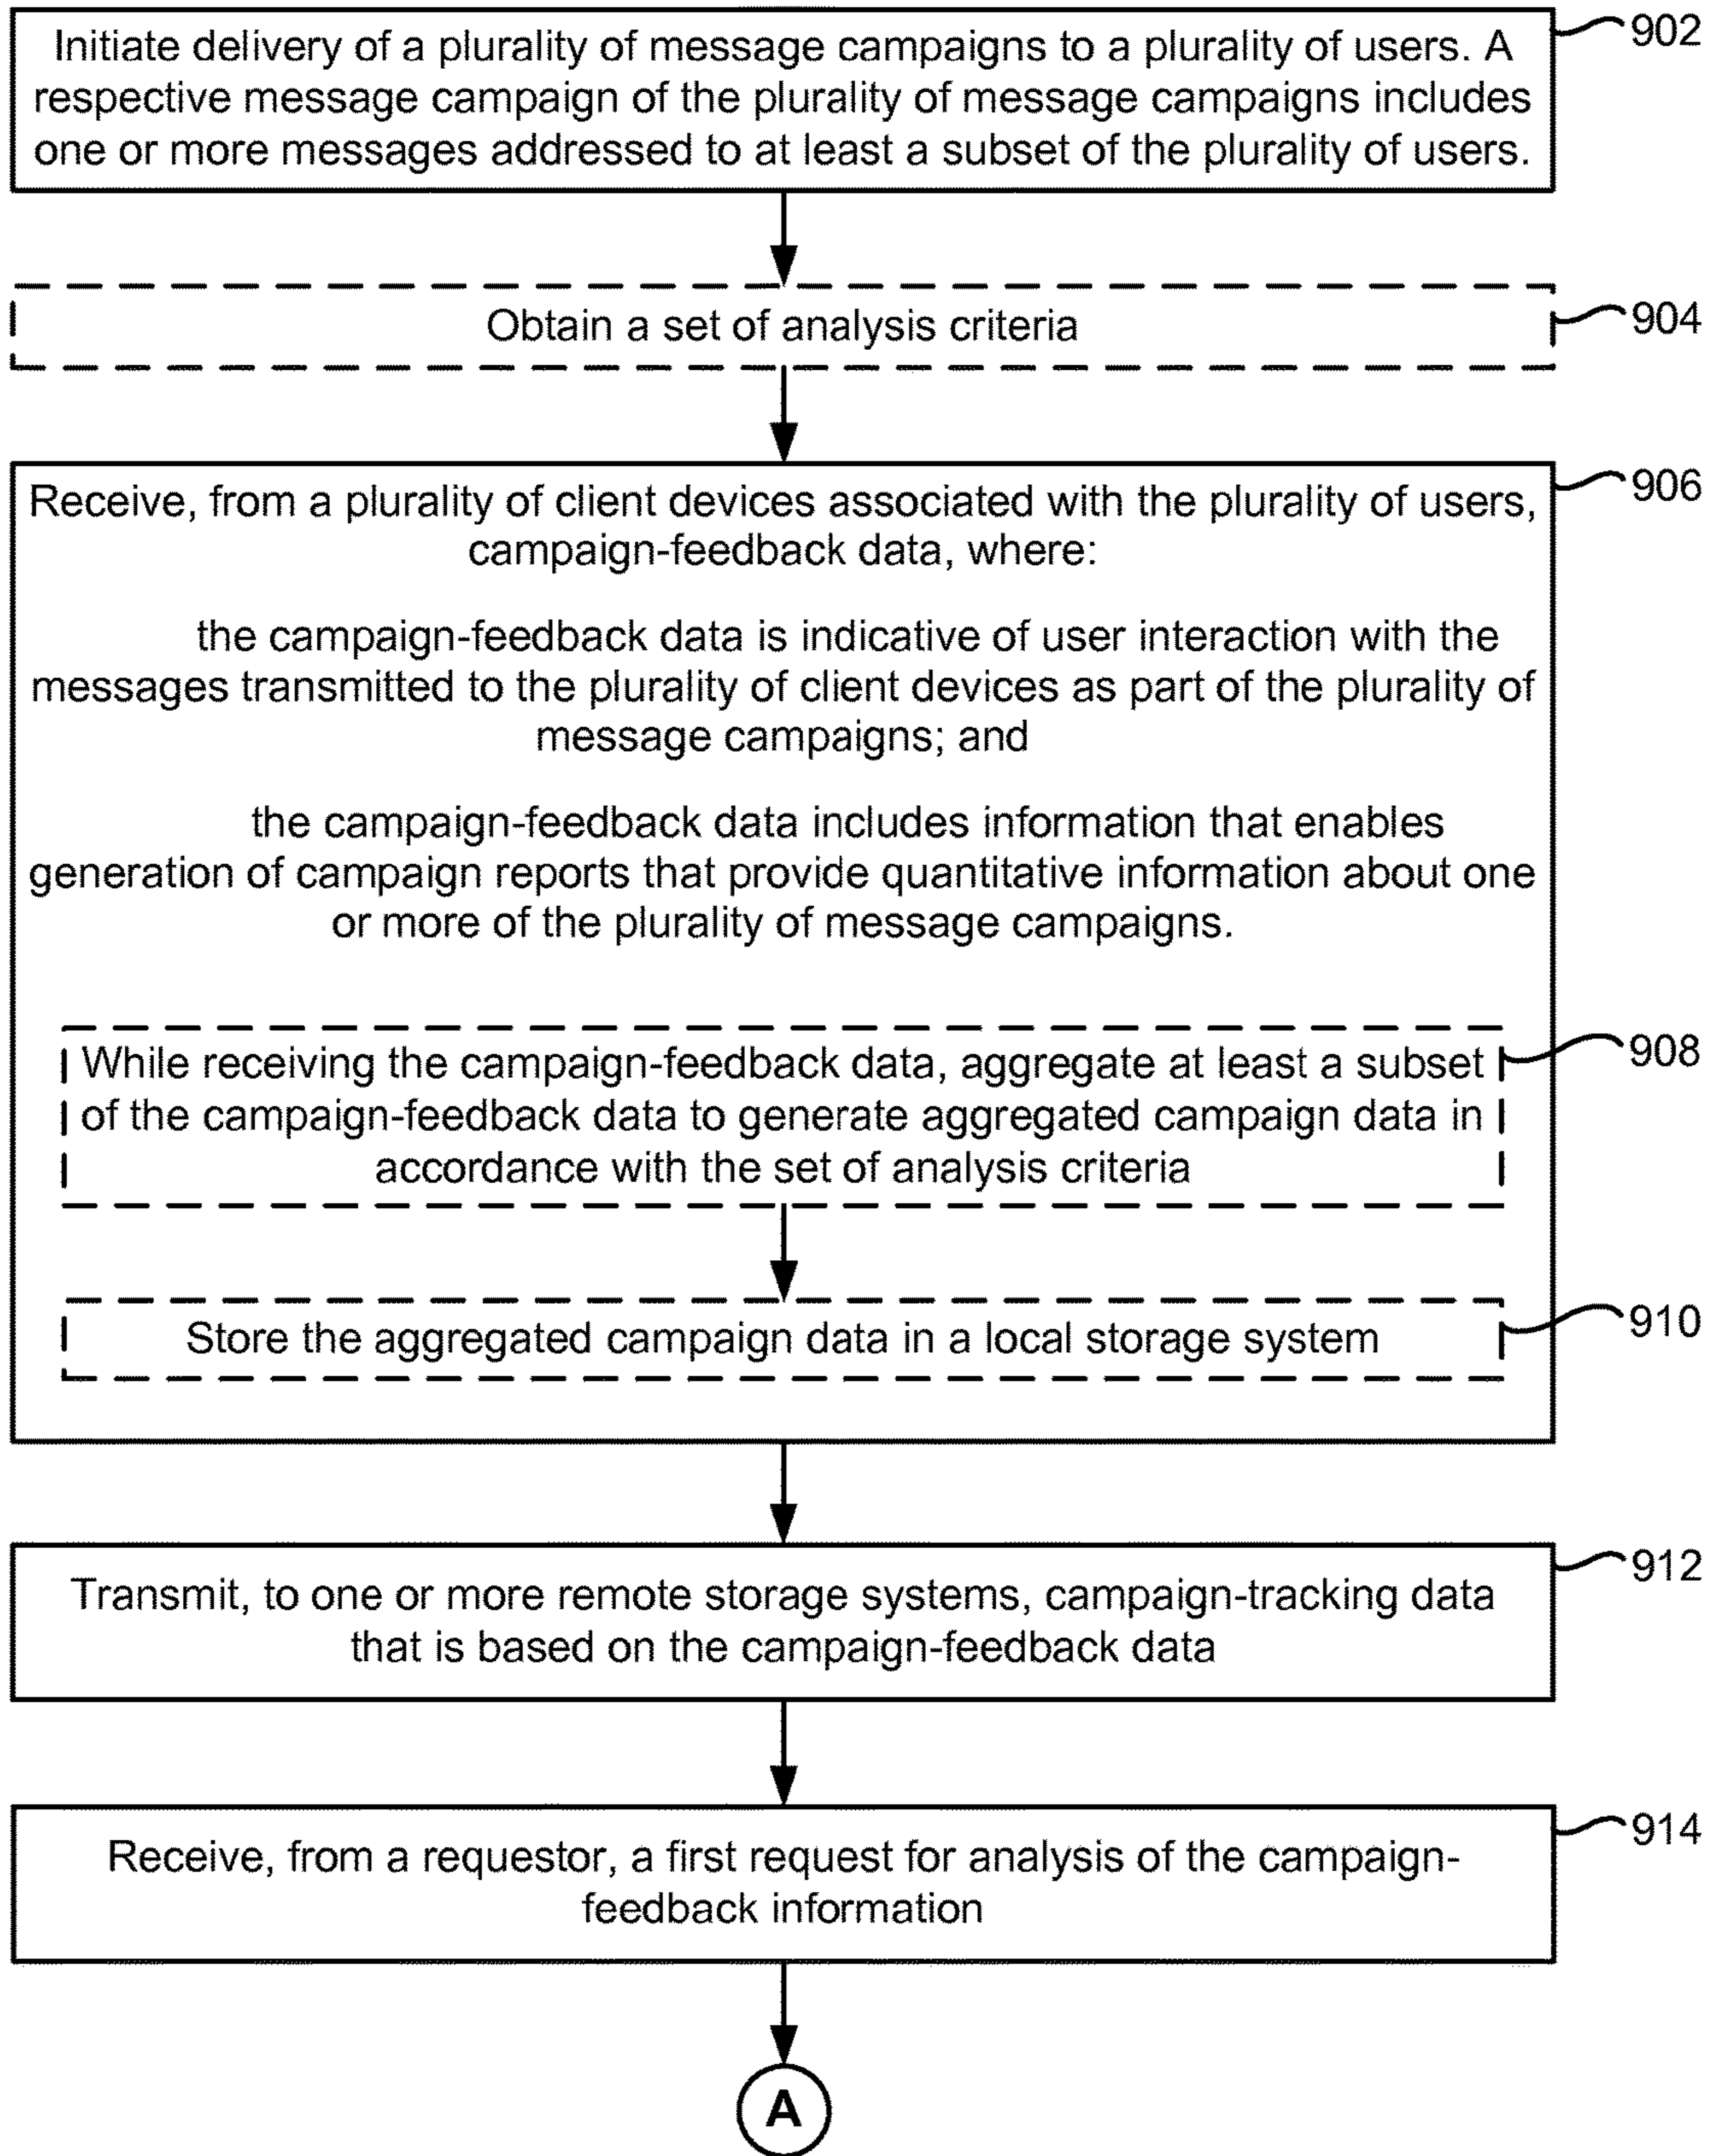 Initiate delivery of a plurality of message campaigns to a plurality of users. A
respective message campaign of the plurality of message campaigns includes
one or more messages addressed to at least a subset of the plurality of users.
902
Obtain a set of analysis criteria
904
Receive, from a plurality of client devices associated with the plurality of users,
campaign-feedback data, where:
906
the campaign-feedback data is indicative of user interaction with the
messages transmitted to the plurality of client devices as part of the plurality of
message campaigns; and
the campaign-feedback data includes information that enables
generation of campaign reports that provide quantitative information about one
or more of the plurality of message campaigns.
While receiving the campaign-feedback data, aggregate at least a subset
of the campaign-feedback data to generate aggregated campaign data in
accordance with the set of analysis criteria
908
Store the aggregated campaign data in a local storage system
910
Transmit, to one or more remote storage systems, campaign-tracking data
that is based on the campaign-feedback data
912
Receive, from a requestor, a first request for analysis of the campaign-
feedback information
914
A